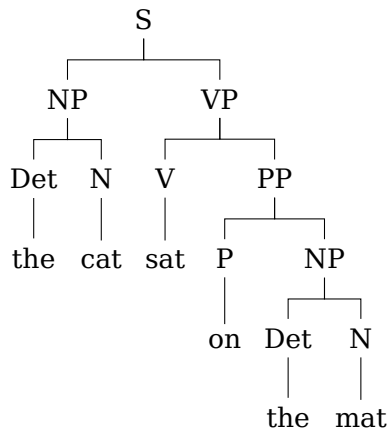 S
NP VP
Det N V PP
the cat sat P NP
on Det N
the mat